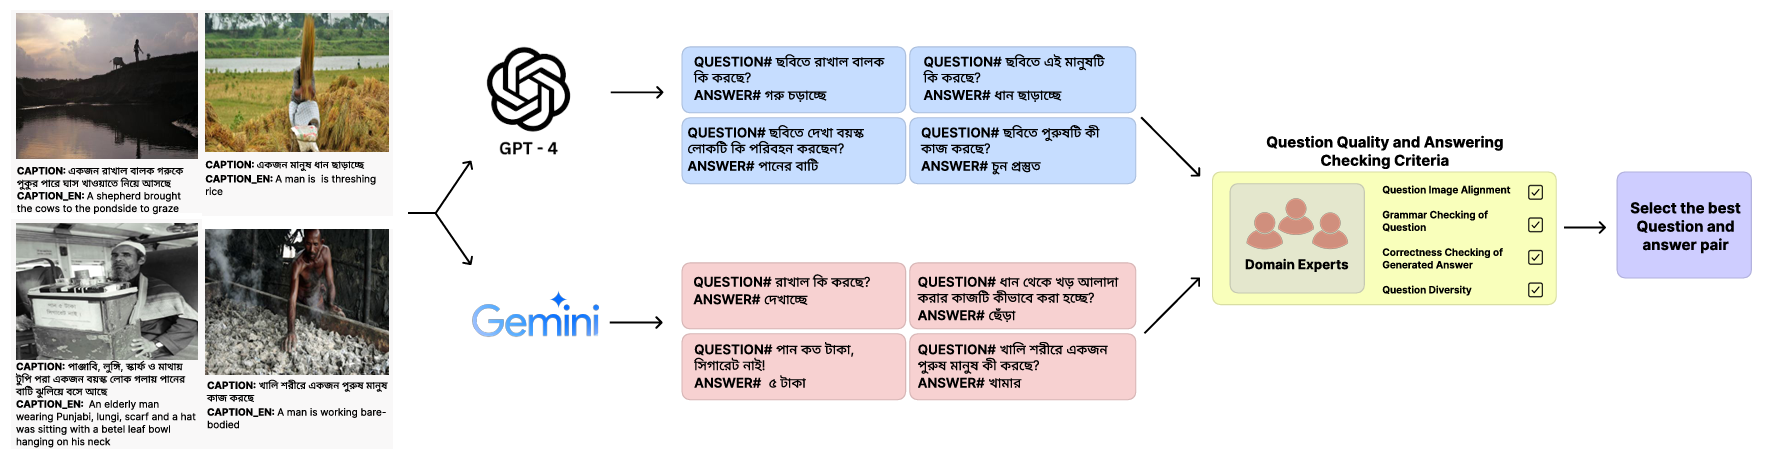 CAPTION: একজন রাখাল বালক গরুকে
পুকুর পারে ঘাস খাওয়াতে নিয়ে আসছে
CAPTION_EN: A shepherd brought
the cows to the pondside to graze
CAPTION: একজন মানুষ ধান ছাড়াচ্ছে
CAPTION_EN: A man is is threshing
rice
CAPTION: পাঞ্জাবি, লুঙ্গি, স্কার্ফ ও মাথায়
টুপি পরা একজন বয়স্ক লোক গলায় পানের
বাটি ঝুলিয়ে বসে আছে
CAPTION_EN: An elderly man
wearing Punjabi, lungi, scarf and a hat
was sitting with a betel leaf bowl
hanging on his neck
CAPTION: খালি শরীরে একজন পুরুষ মানুষ
কাজ করছে
CAPTION_EN: A man is working bare-
bodied
GPT - 4
Gemini
QUESTION# ছবিতে রাখাল বালক
কি করছে?
ANSWER# গরু চড়াচ্ছে
QUESTION# ছবিতে এই মানুষটি
কি করছে?
ANSWER# ধান ছাড়াচ্ছে
QUESTION# ছবিতে দেখা বয়স্ক
লোকটি কি পরিবহন করছেন?
ANSWER# পানের বাটি
QUESTION# ছবিতে পুরুষটি কী
কাজ করছে?
ANSWER# চুন প্রস্তুত
QUESTION# রাখাল কি করছে?
ANSWER# দেখাচ্ছে
QUESTION# ধান থেকে খড় আলাদা
করার কাজটি কীভাবে করা হচ্ছে?
ANSWER# ছেঁড়া
QUESTION# পান কত টাকা,
সিগারেট নাই!
ANSWER# ৫ টাকা
QUESTION# খালি শরীরে একজন
পুরুষ মানুষ কী করছে?
ANSWER# খামার
Question Quality and Answering
Checking Criteria
Domain Experts
Question Image Alignment
Grammar Checking of
Question
Correctness Checking of
Generated Answer
Question Diversity
Select the best
Question and
answer pair